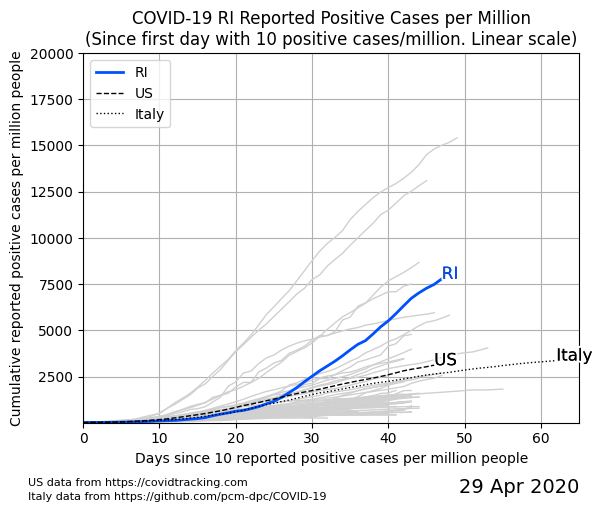 COVID-19 RI Reported Positive Cases per Million
(Since first day with 10 positive cases/million. Linear scale)
Cumulative reported positive cases per million people
20000
17500
15000
12500
10000
7500
5000
2500
RI
US
Italy
RI
US
Italy
0
10
20
30
40
50
60
Days since 10 reported positive cases per million people
US data from https://covidtracking.com
Italy data from https://github.com/pcm-dpc/COVID-19
29 Apr 2020